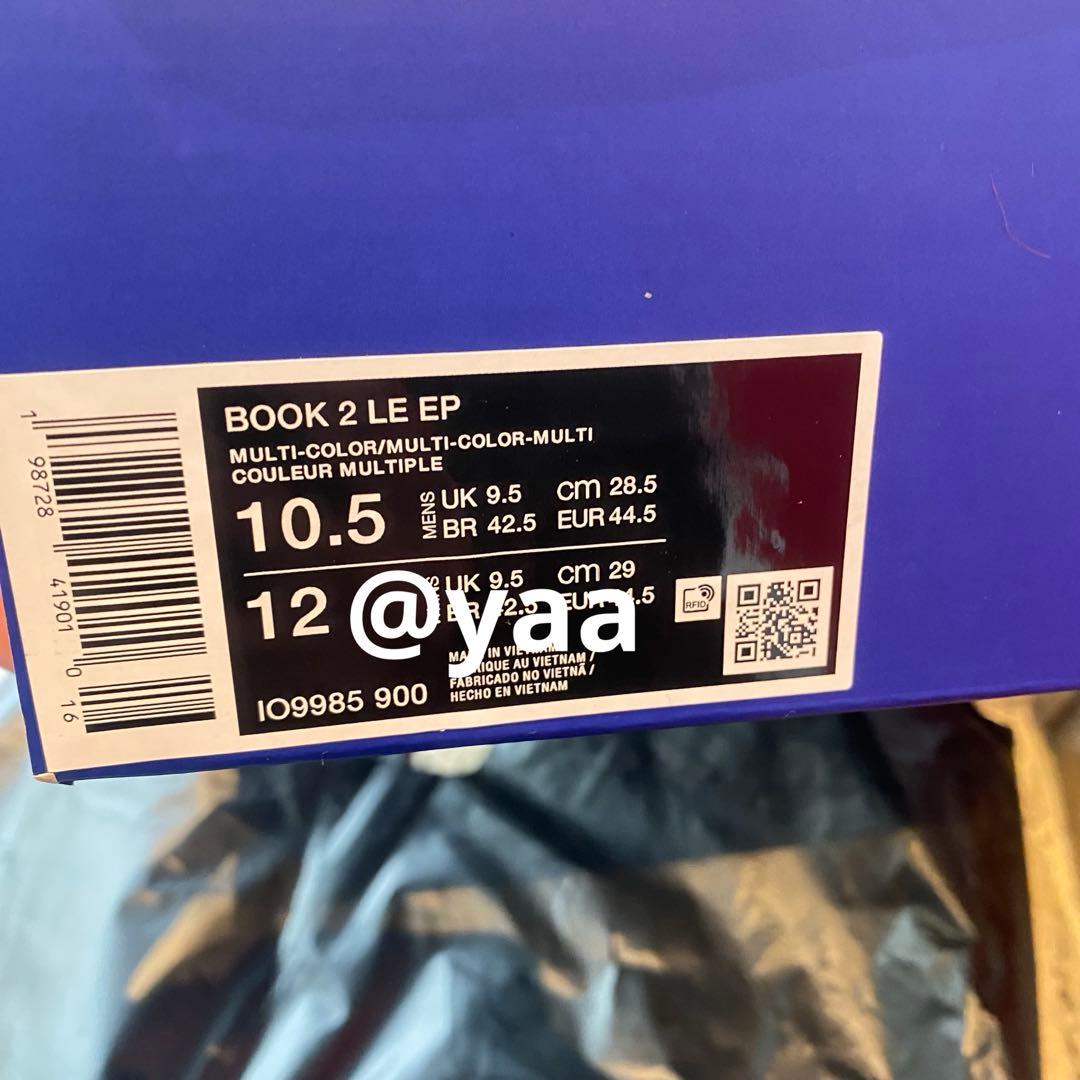 BOOK 2 LE EP
MULTI-COLOR/MULTI-COLOR-MULTI
COULEUR MULTIPLE
10.5 MENS UK 9.5 cm 28.5
BR 42.5 EUR 44.5
12 UK 9.5 cm 29
@yaa
RFID
FABRICADO NO VIETNÃ /
HECHO EN VIETNAM
IO9985 900
1 98728 41901 0 16